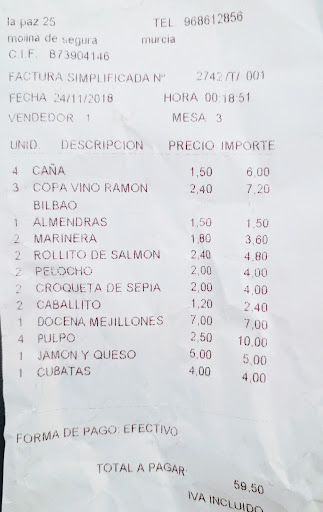 la paz 25 TEL. 968612856
molina de segura murcia
C.I.F. B73904146
FACTURA SIMPLIFICADA Nº 2742/T/ 001
FECHA 24/11/2018 HORA 00:18:51
VENDEDOR 1 MESA 3
UNID. DESCRIPCION PRECIO IMPORTE
4 CAÑA 1,50 6,00
3 COPA VINO RAMON 2,40 7,20
BILBAO
1 ALMENDRAS 1,50 1,50
2 MARINERA 1,80 3,60
2 ROLLITO DE SALMON 2,40 4,80
2 PELOCHO 2,00 4,00
2 CROQUETA DE SEPIA 2,00 4,00
2 CABALLITO 1,20 2,40
1 DOCENA MEJILLONES 7,00 7,00
4 PULPO 2,50 10,00
1 JAMON Y QUESO 5,00 5,00
1 CUBATAS 4,00 4,00
FORMA DE PAGO: EFECTIVO
TOTAL A PAGAR:
59,50
IVA INCLUIDO